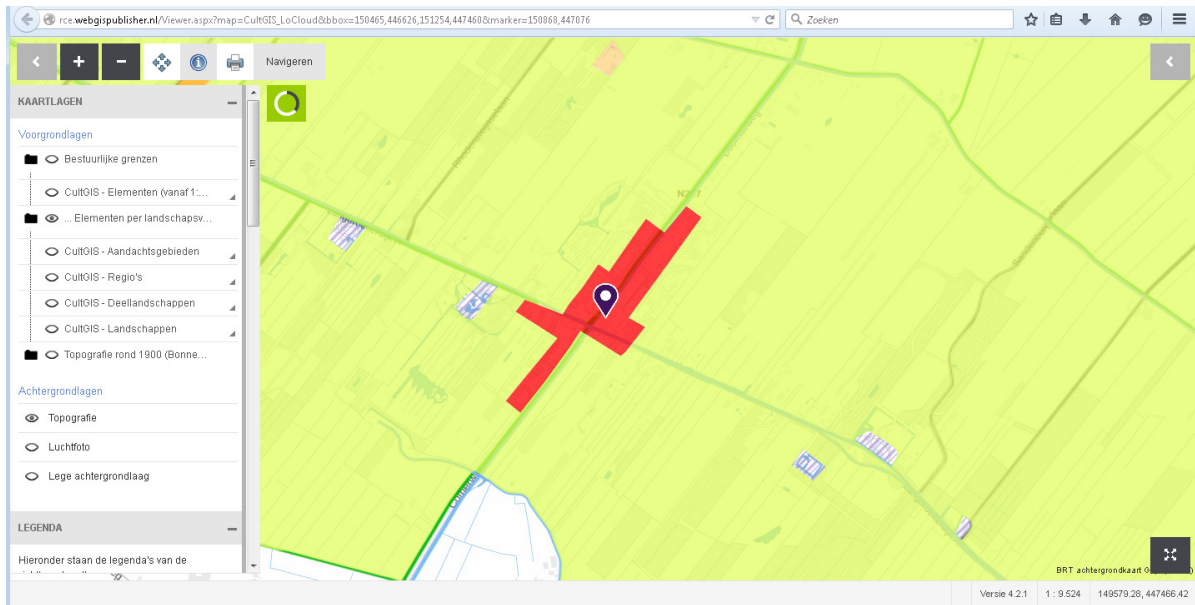 rce.webgispublisher.nl/Viewer.aspx?map=CultGIS_LoCloud&bbox=150465,446626,151254,447460&marker=150868,447076
Zoeken
Navigeren
KAARTLAGEN
Voorgrondlagen
Bestuurlijke grenzen
CultGIS - Elementen (vanaf 1:...
... Elementen per landschapsv...
CultGIS - Aandachtsgebieden
CultGIS - Regio's
CultGIS - Deellandschappen
CultGIS - Landschappen
Topografie rond 1900 (Bonne...
Achtergrondlagen
Topografie
Luchtfoto
Lege achtergrondlaag
LEGENDA
Hieronder staan de legenda's van de
BRT achtergrondkaart
Versie 4.2.1
1 : 9.524
149579.28, 447466.42